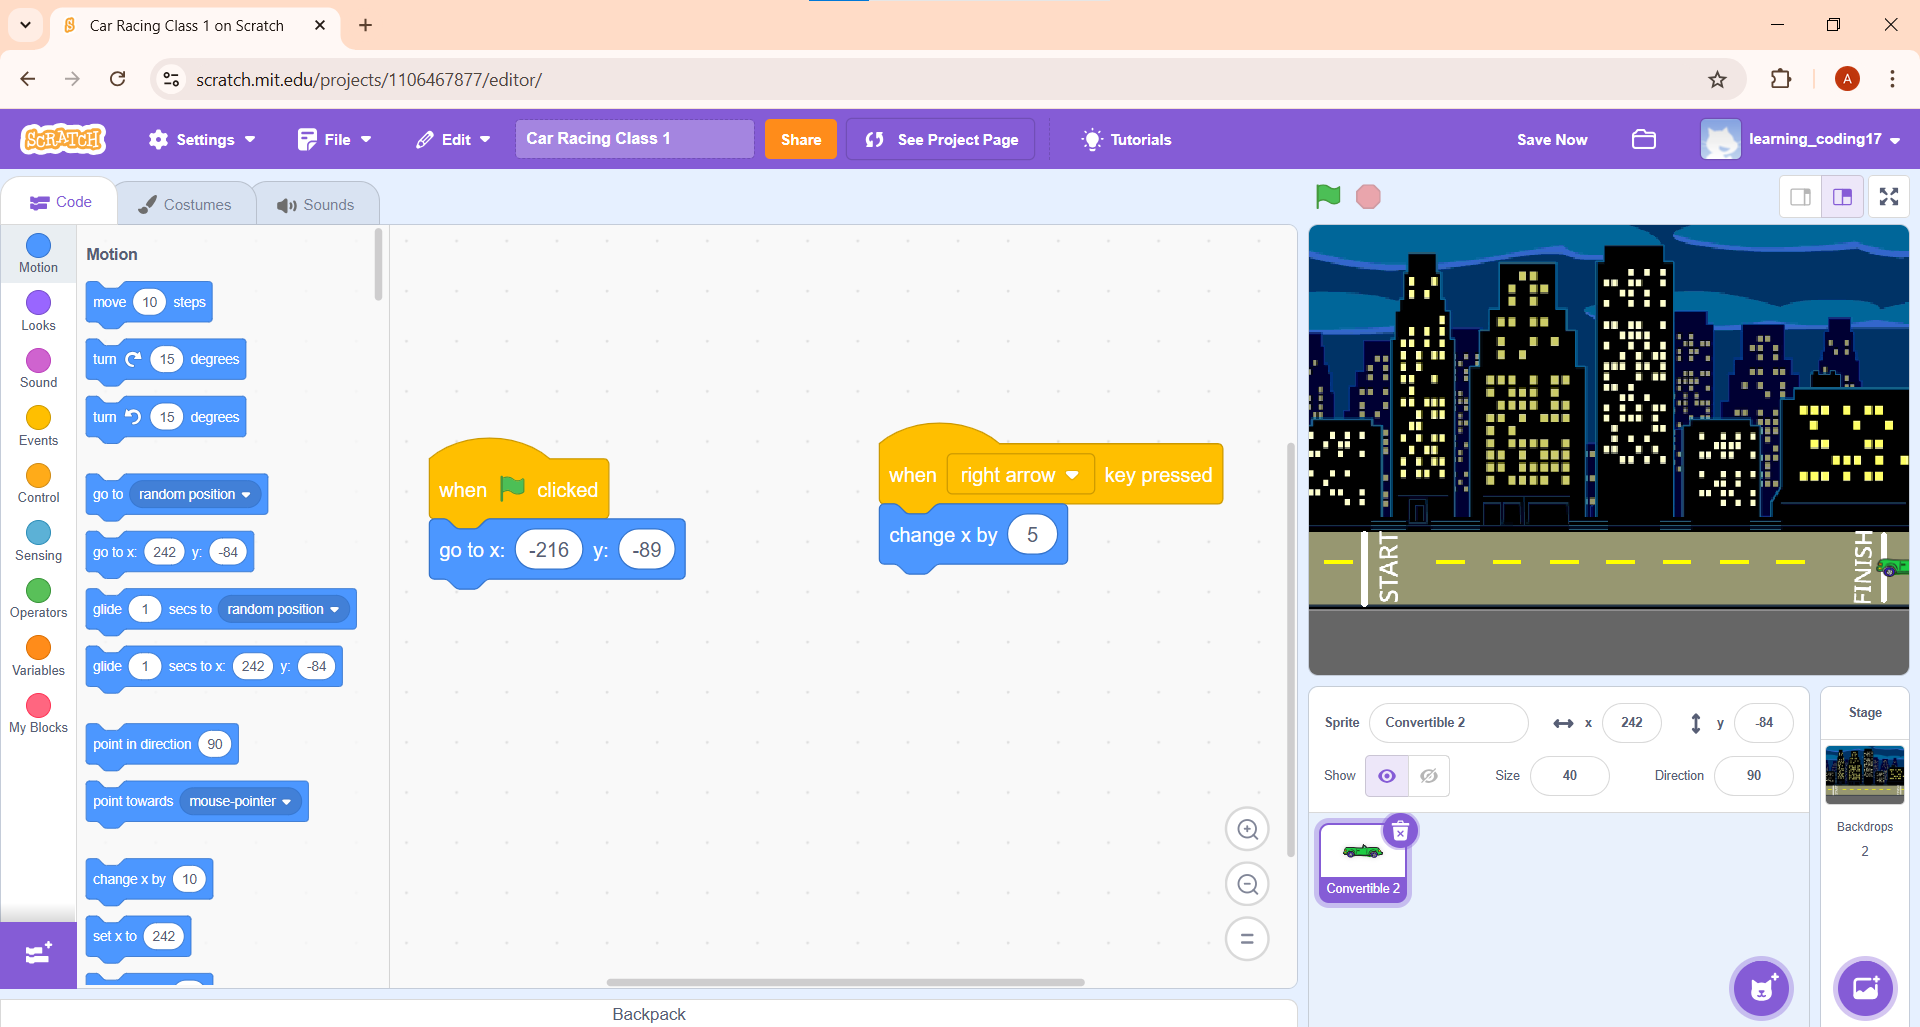 Car Racing Class 1 on Scratch
scratch.mit.edu/projects/1106467877/editor/
A
SCRATCH
Settings
File
Edit
Car Racing Class 1
Share
See Project Page
Tutorials
Save Now
learning_coding17
Code
Costumes
Sounds
Motion
Looks
Sound
Events
Control
Sensing
Operators
Variables
My Blocks
Motion
move 10 steps
turn 15 degrees
turn 15 degrees
go to random position
go to x: 242 y: -84
glide 1 secs to random position
glide 1 secs to x: 242 y: -84
point in direction 90
point towards mouse-pointer
change x by 10
set x to 242
when clicked
go to x: -216 y: -89
when right arrow key pressed
change x by 5
START
FINISH
Sprite Convertible 2 x 242 y -84
Show Size 40 Direction 90
Convertible 2
Stage
Backdrops
2
Backpack